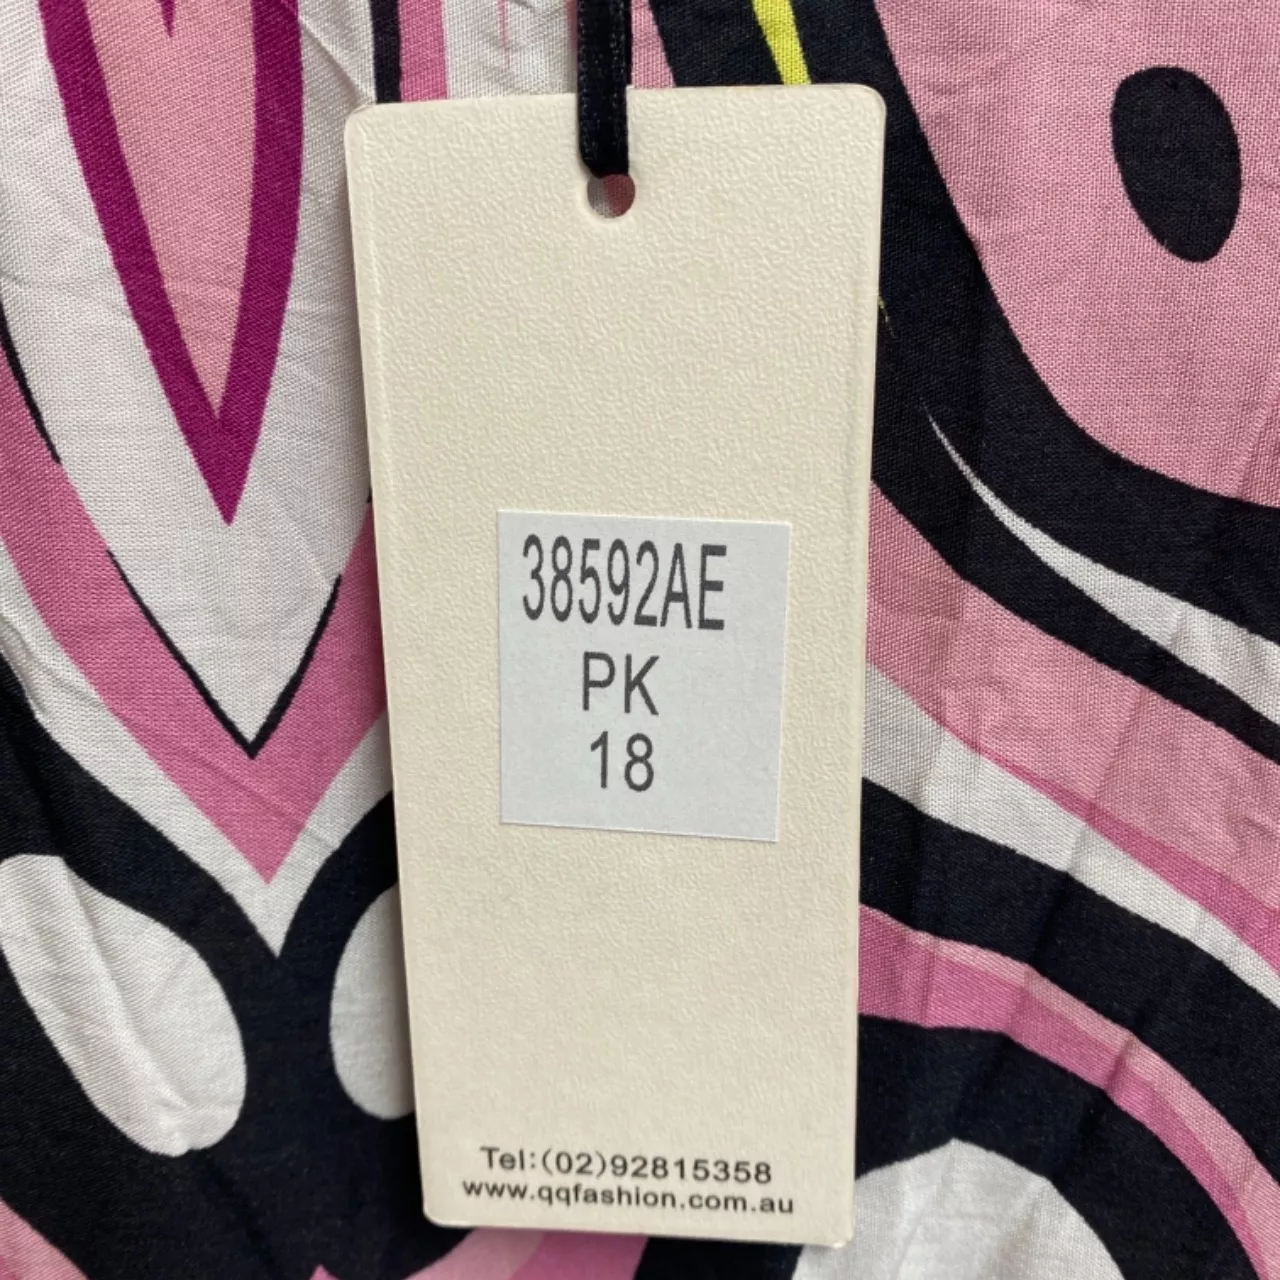 38592AE
PK
18
Tel:(02)92815358
www.qqfashion.com.au